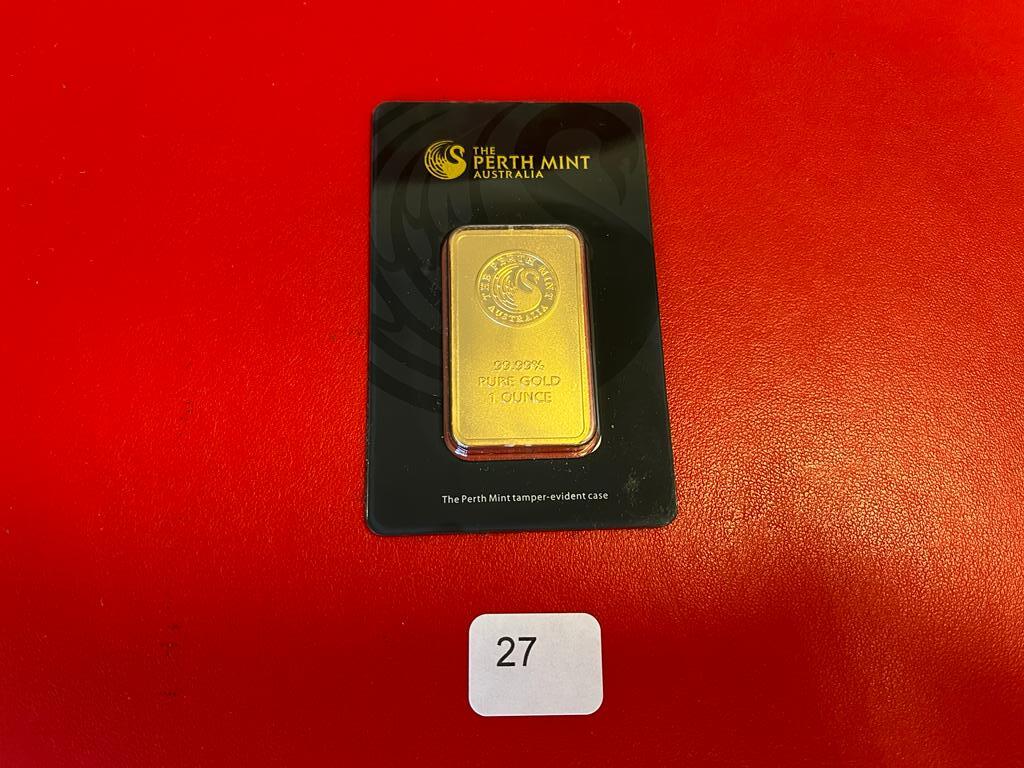 THE
PERTH MINT
AUSTRALIA
THE PERTH MINT
AUSTRALIA
99.99%
PURE GOLD
1 OUNCE
The Perth Mint tamper-evident case
27